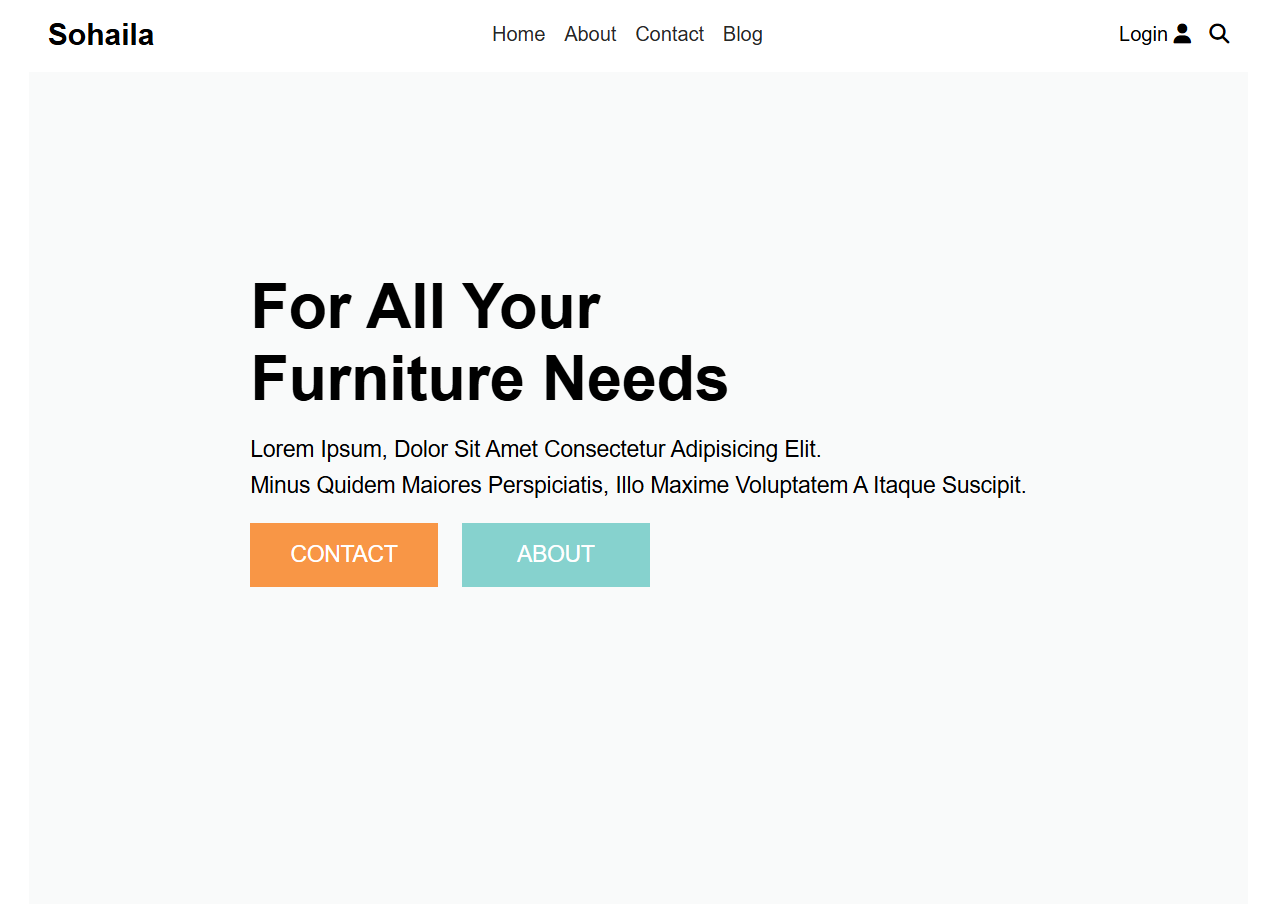 Sohaila
Home About Contact Blog
Login
For All Your
Furniture Needs
Lorem Ipsum, Dolor Sit Amet Consectetur Adipisicing Elit.
Minus Quidem Maiores Perspiciatis, Illo Maxime Voluptatem A Itaque Suscipit.
CONTACT
ABOUT